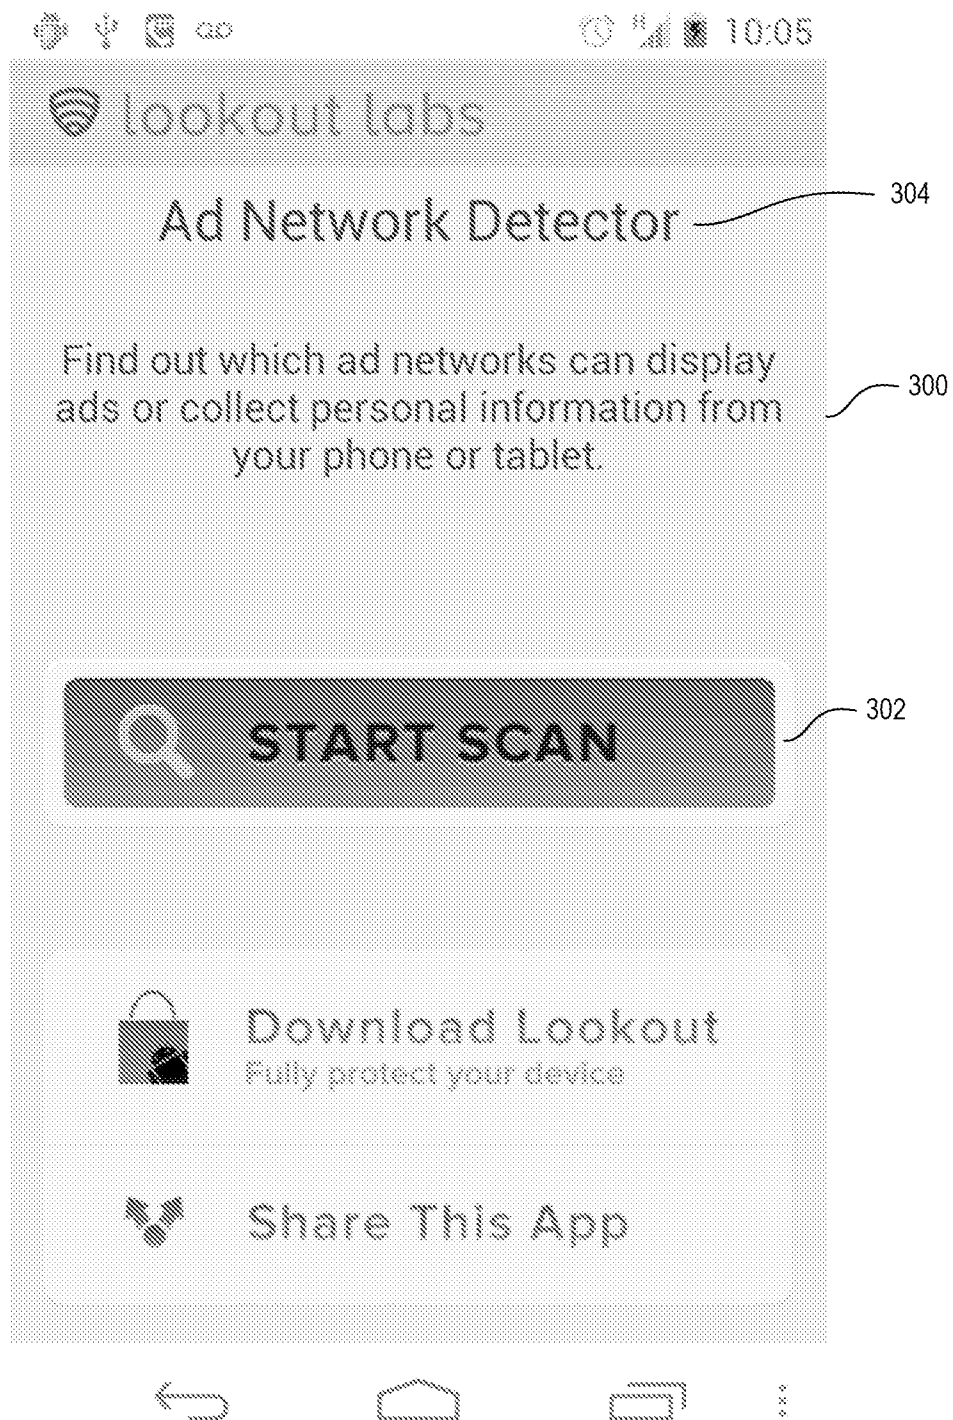 10:05
lookout labs
Ad Network Detector
304
Find out which ad networks can display
ads or collect personal information from
your phone or tablet.
300
START SCAN
302
Download Lookout
Fully protect your device
Share This App